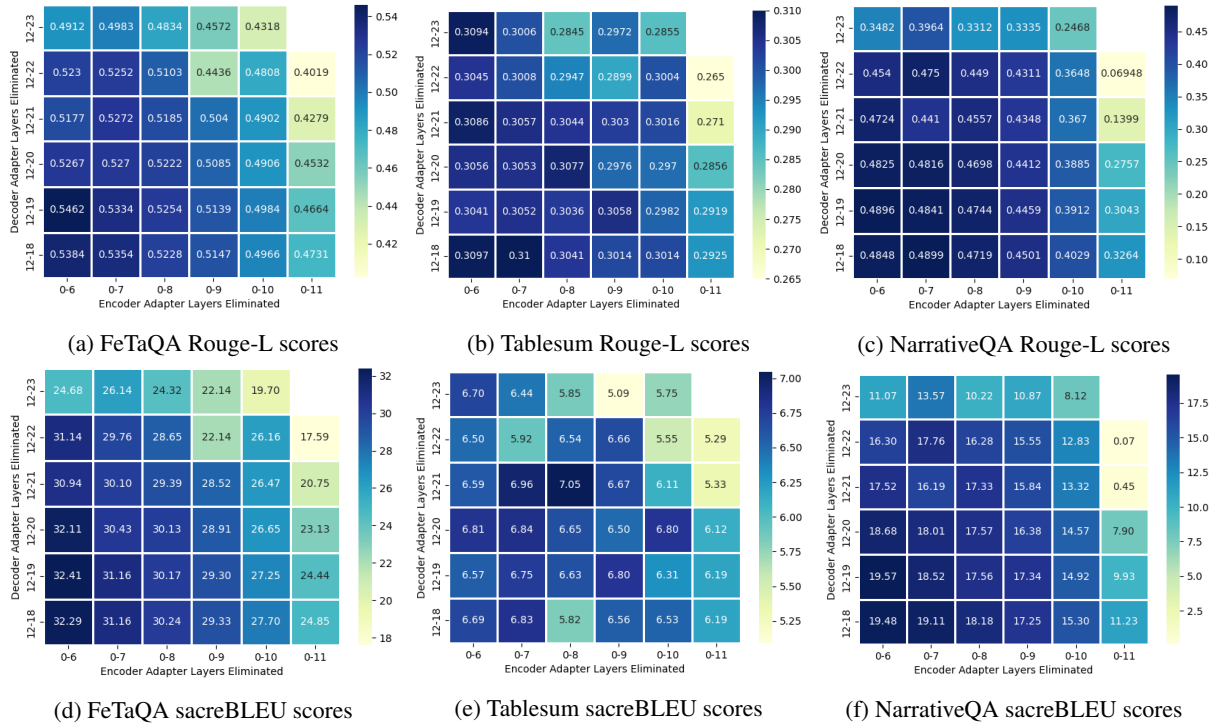 Decoder Adapter Layers Eliminated
12-23 0.4912 0.4983 0.4834 0.4572 0.4318
12-22 0.523 0.5252 0.5103 0.4436 0.4808 0.4019
12-21 0.5177 0.5272 0.5185 0.504 0.4902 0.4279
12-20 0.5267 0.527 0.5222 0.5085 0.4906 0.4532
12-19 0.5462 0.5334 0.5254 0.5139 0.4984 0.4664
12-18 0.5384 0.5354 0.5228 0.5147 0.4966 0.4731
0-6 0-7 0-8 0-9 0-10 0-11
Encoder Adapter Layers Eliminated
0.54
0.52
0.50
0.48
0.46
0.44
0.42
(a) FeTaQA Rouge-L scores
Decoder Adapter Layers Eliminated
12-23 0.3094 0.3006 0.2845 0.2972 0.2855
12-22 0.3045 0.3008 0.2947 0.2899 0.3004 0.265
12-21 0.3086 0.3057 0.3044 0.303 0.3016 0.271
12-20 0.3056 0.3053 0.3077 0.2976 0.297 0.2856
12-19 0.3041 0.3052 0.3036 0.3058 0.2982 0.2919
12-18 0.3097 0.31 0.3041 0.3014 0.3014 0.2925
0-6 0-7 0-8 0-9 0-10 0-11
Encoder Adapter Layers Eliminated
0.310
0.305
0.300
0.295
0.290
0.285
0.280
0.275
0.270
0.265
(b) Tablesum Rouge-L scores
Decoder Adapter Layers Eliminated
12-23 0.3482 0.3964 0.3312 0.3335 0.2468
12-22 0.454 0.475 0.449 0.4311 0.3648 0.06948
12-21 0.4724 0.441 0.4557 0.4348 0.367 0.1399
12-20 0.4825 0.4816 0.4698 0.4412 0.3885 0.2757
12-19 0.4896 0.4841 0.4744 0.4459 0.3912 0.3043
12-18 0.4848 0.4899 0.4719 0.4501 0.4029 0.3264
0-6 0-7 0-8 0-9 0-10 0-11
Encoder Adapter Layers Eliminated
0.45
0.40
0.35
0.30
0.25
0.20
0.15
0.10
(c) NarrativeQA Rouge-L scores
Decoder Adapter Layers Eliminated
12-23 24.68 26.14 24.32 22.14 19.70
12-22 31.14 29.76 28.65 22.14 26.16 17.59
12-21 30.94 30.10 29.39 28.52 26.47 20.75
12-20 32.11 30.43 30.13 28.91 26.65 23.13
12-19 32.41 31.16 30.17 29.30 27.25 24.44
12-18 32.29 31.16 30.24 29.33 27.70 24.85
0-6 0-7 0-8 0-9 0-10 0-11
Encoder Adapter Layers Eliminated
32
30
28
26
24
22
20
18
(d) FeTaQA sacreBLEU scores
Decoder Adapter Layers Eliminated
12-23 6.70 6.44 5.85 5.09 5.75
12-22 6.50 5.92 6.54 6.66 5.55 5.29
12-21 6.59 6.96 7.05 6.67 6.11 5.33
12-20 6.81 6.84 6.65 6.50 6.80 6.12
12-19 6.57 6.75 6.63 6.80 6.31 6.19
12-18 6.69 6.83 5.82 6.56 6.53 6.19
0-6 0-7 0-8 0-9 0-10 0-11
Encoder Adapter Layers Eliminated
7.00
6.75
6.50
6.25
6.00
5.75
5.50
5.25
(e) Tablesum sacreBLEU scores
Decoder Adapter Layers Eliminated
12-23 11.07 13.57 10.22 10.87 8.12
12-22 16.30 17.76 16.28 15.55 12.83 0.07
12-21 17.52 16.19 17.33 15.84 13.32 0.45
12-20 18.68 18.01 17.57 16.38 14.57 7.90
12-19 19.57 18.52 17.56 17.34 14.92 9.93
12-18 19.48 19.11 18.18 17.25 15.30 11.23
0-6 0-7 0-8 0-9 0-10 0-11
Encoder Adapter Layers Eliminated
17.5
15.0
12.5
10.0
7.5
5.0
2.5
(f) NarrativeQA sacreBLEU scores